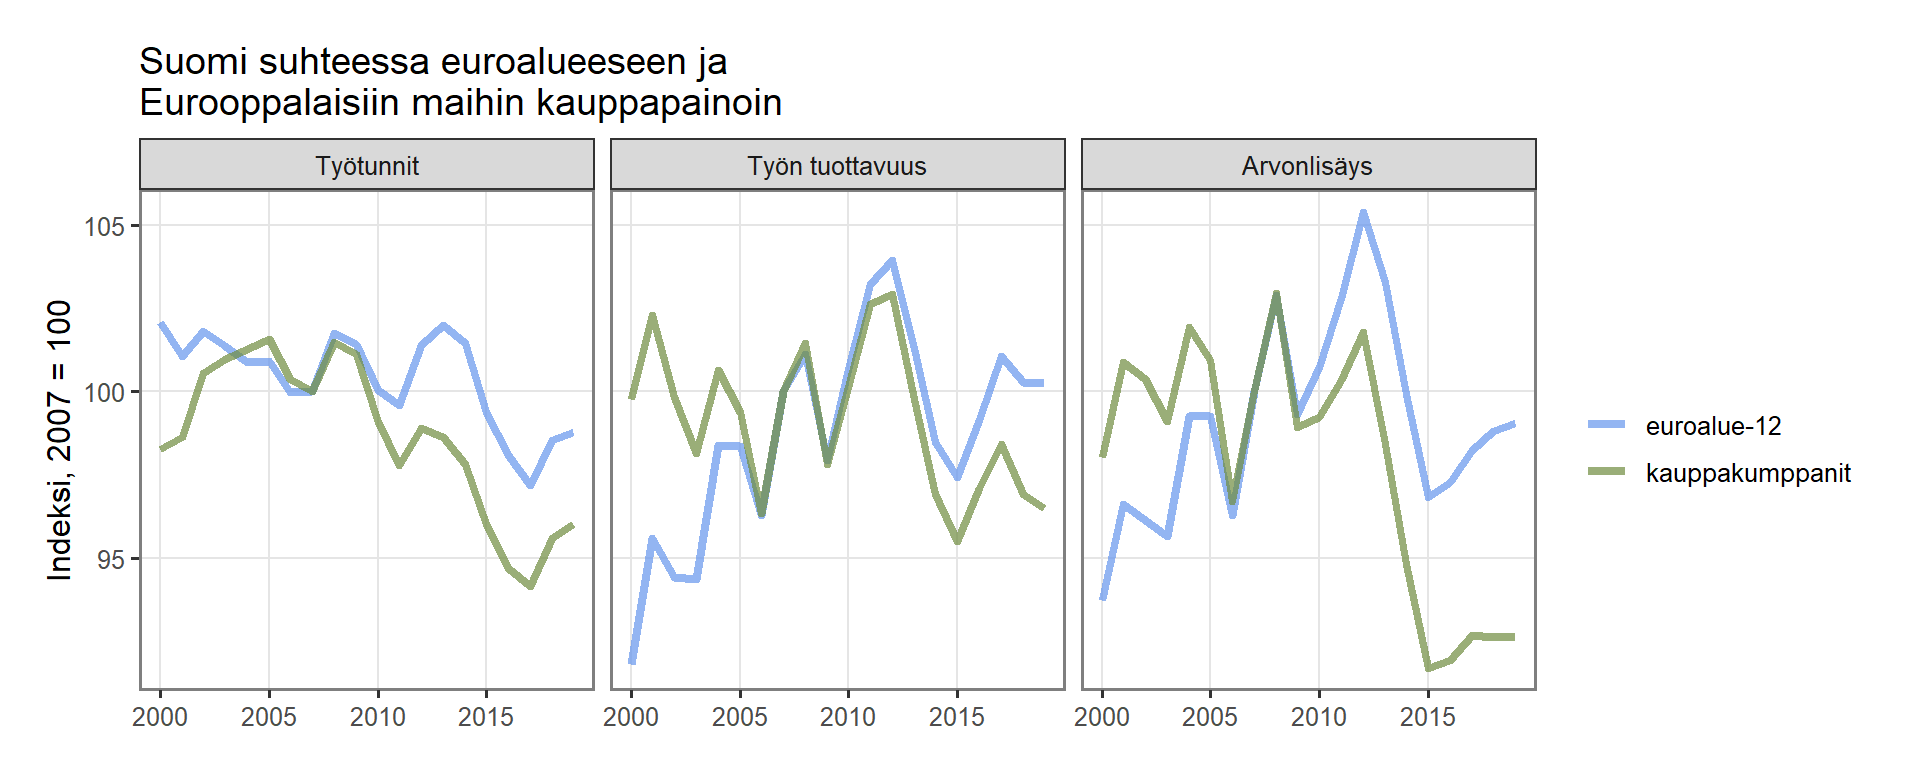 Suomi suhteessa euroalueeseen ja
Eurooppalaisiin maihin kauppapainoin
Työtunnit
Työn tuottavuus
Arvonlisäys
Indeksi, 2007 = 100
105
100
95
2000 2005 2010 2015
2000 2005 2010 2015
2000 2005 2010 2015
euroalue-12
kauppakumppanit